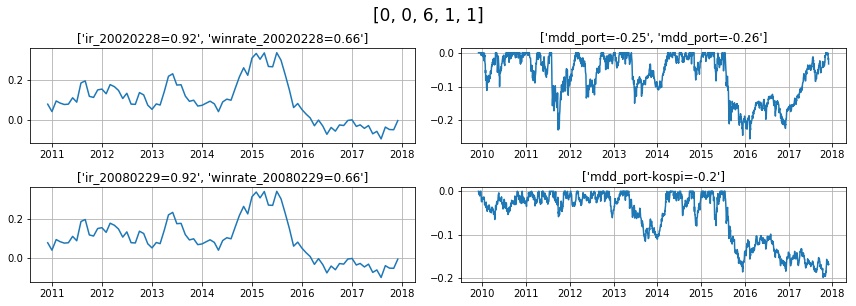 [0, 0, 6, 1, 1]
['ir_20020228=0.92', 'winrate_20020228=0.66']
0.2
0.0
2011 2012 2013 2014 2015 2016 2017 2018
['mdd_port=-0.25', 'mdd_port=-0.26']
0.0
−0.1
−0.2
2010 2011 2012 2013 2014 2015 2016 2017 2018
['ir_20080229=0.92', 'winrate_20080229=0.66']
0.2
0.0
2011 2012 2013 2014 2015 2016 2017 2018
['mdd_port-kospi=-0.2']
0.0
−0.1
−0.2
2010 2011 2012 2013 2014 2015 2016 2017 2018